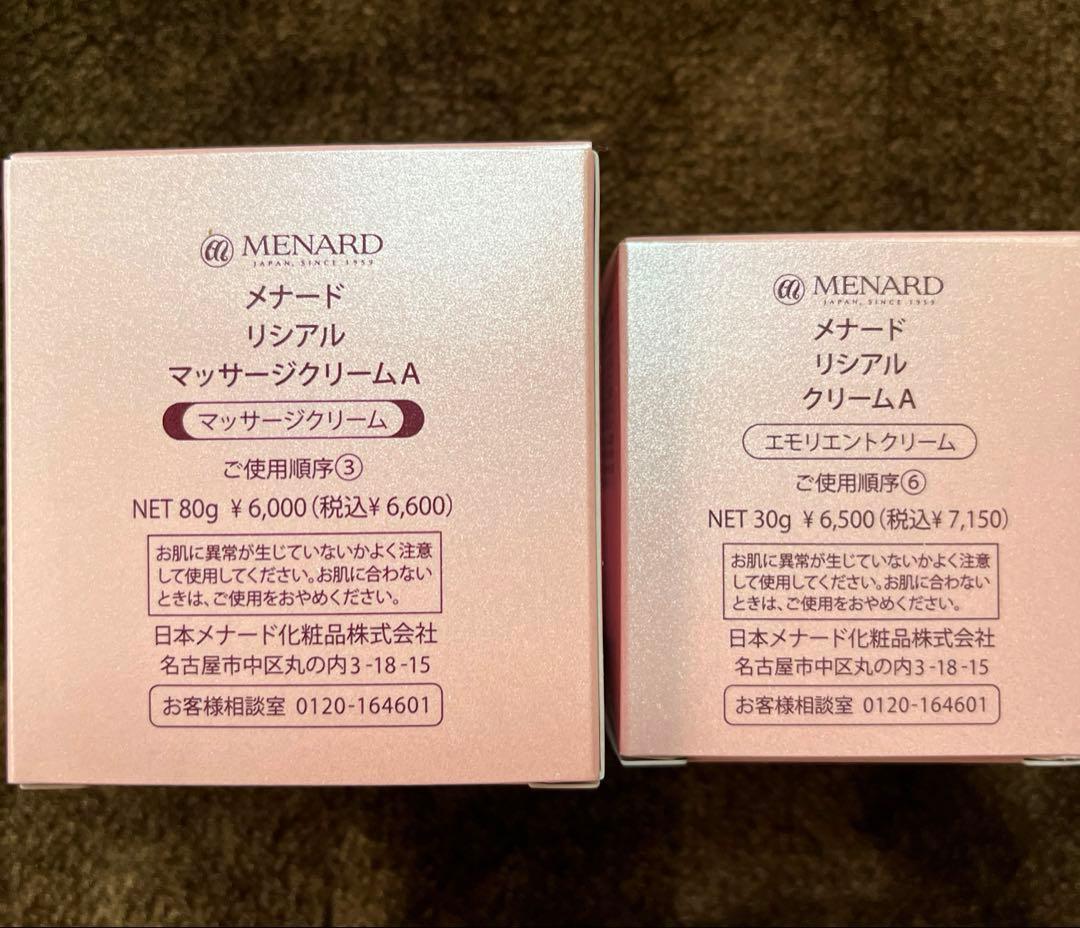 MENARD
JAPAN, SINCE 1959
メナード
リシアル
マッサージクリームA
マッサージクリーム
ご使用順序③
NET 80g ¥6,000(税込¥6,600)
お肌に異常が生じていないかよく注意
して使用してください。お肌に合わない
ときは、ご使用をおやめください。
日本メナード化粧品株式会社
名古屋市中区丸の内3-18-15
お客様相談室 0120-164601
MENARD
JAPAN, SINCE 1959
メナード
リシアル
クリームA
エモリエントクリーム
ご使用順序⑥
NET 30g ¥6,500(税込¥7,150)
お肌に異常が生じていないかよく注意
して使用してください。お肌に合わない
ときは、ご使用をおやめください。
日本メナード化粧品株式会社
名古屋市中区丸の内3-18-15
お客様相談室 0120-164601